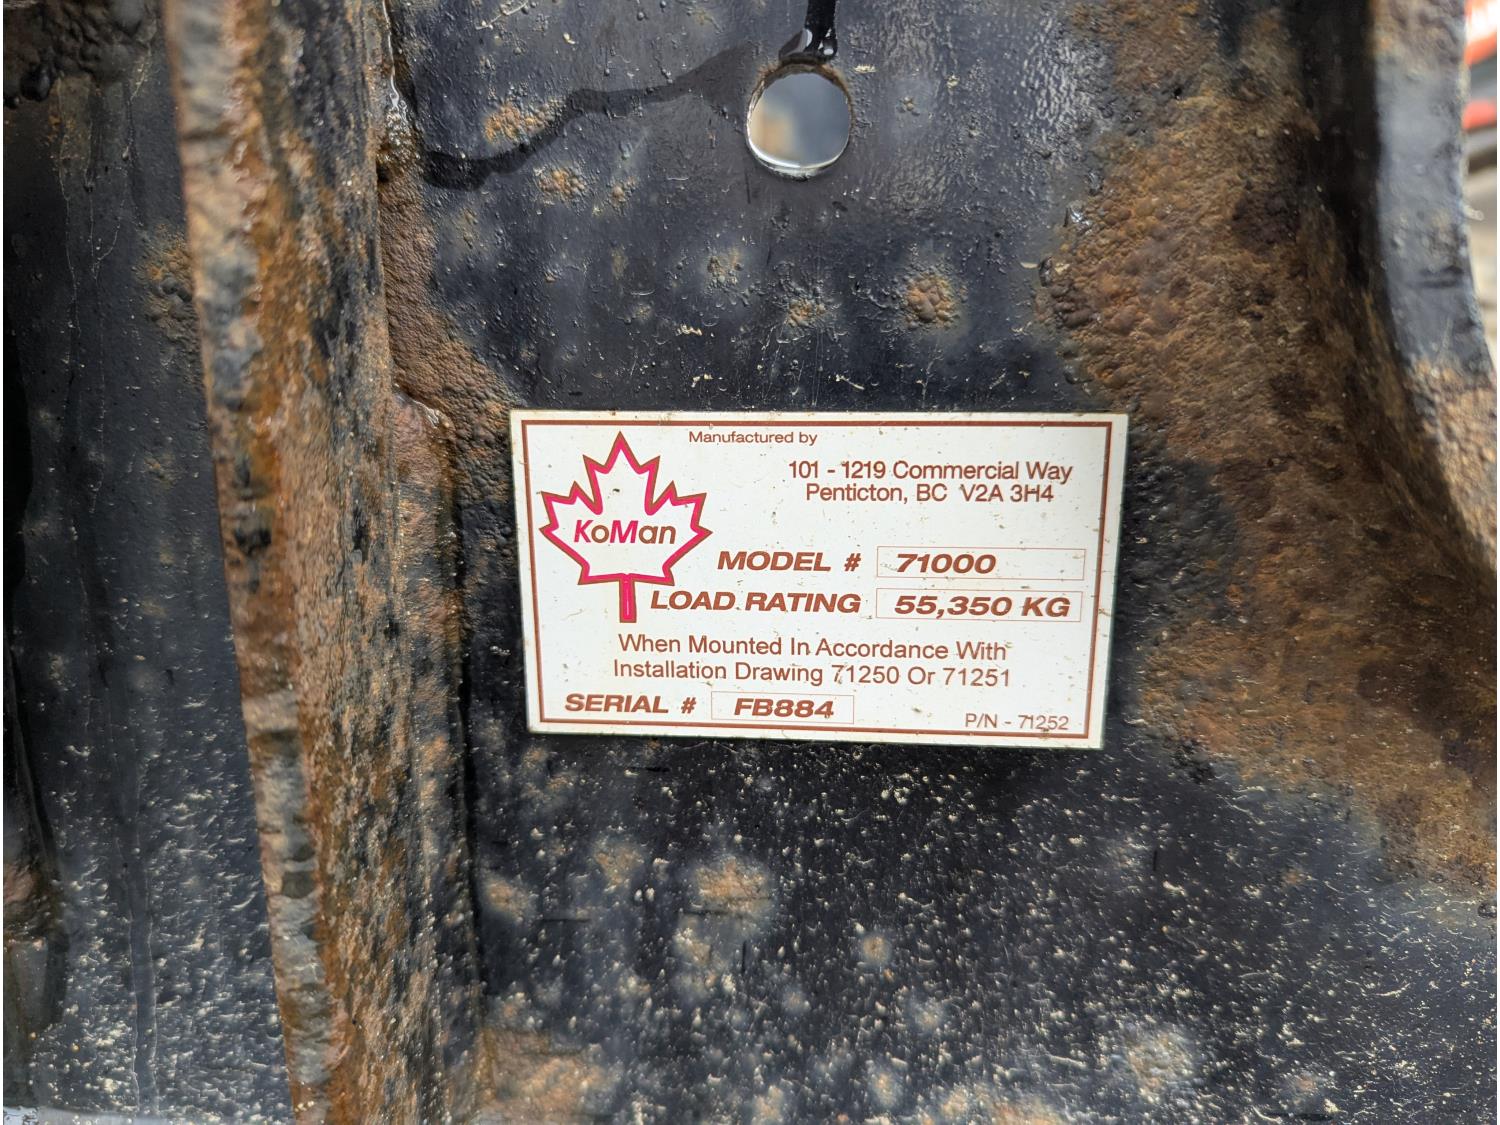 Manufactured by
101 - 1219 Commercial Way
Penticton, BC V2A 3H4
KoMan
MODEL # 71000
LOAD RATING 55,350 KG
When Mounted In Accordance With
Installation Drawing 71250 Or 71251
SERIAL # FB884
P/N - 71252